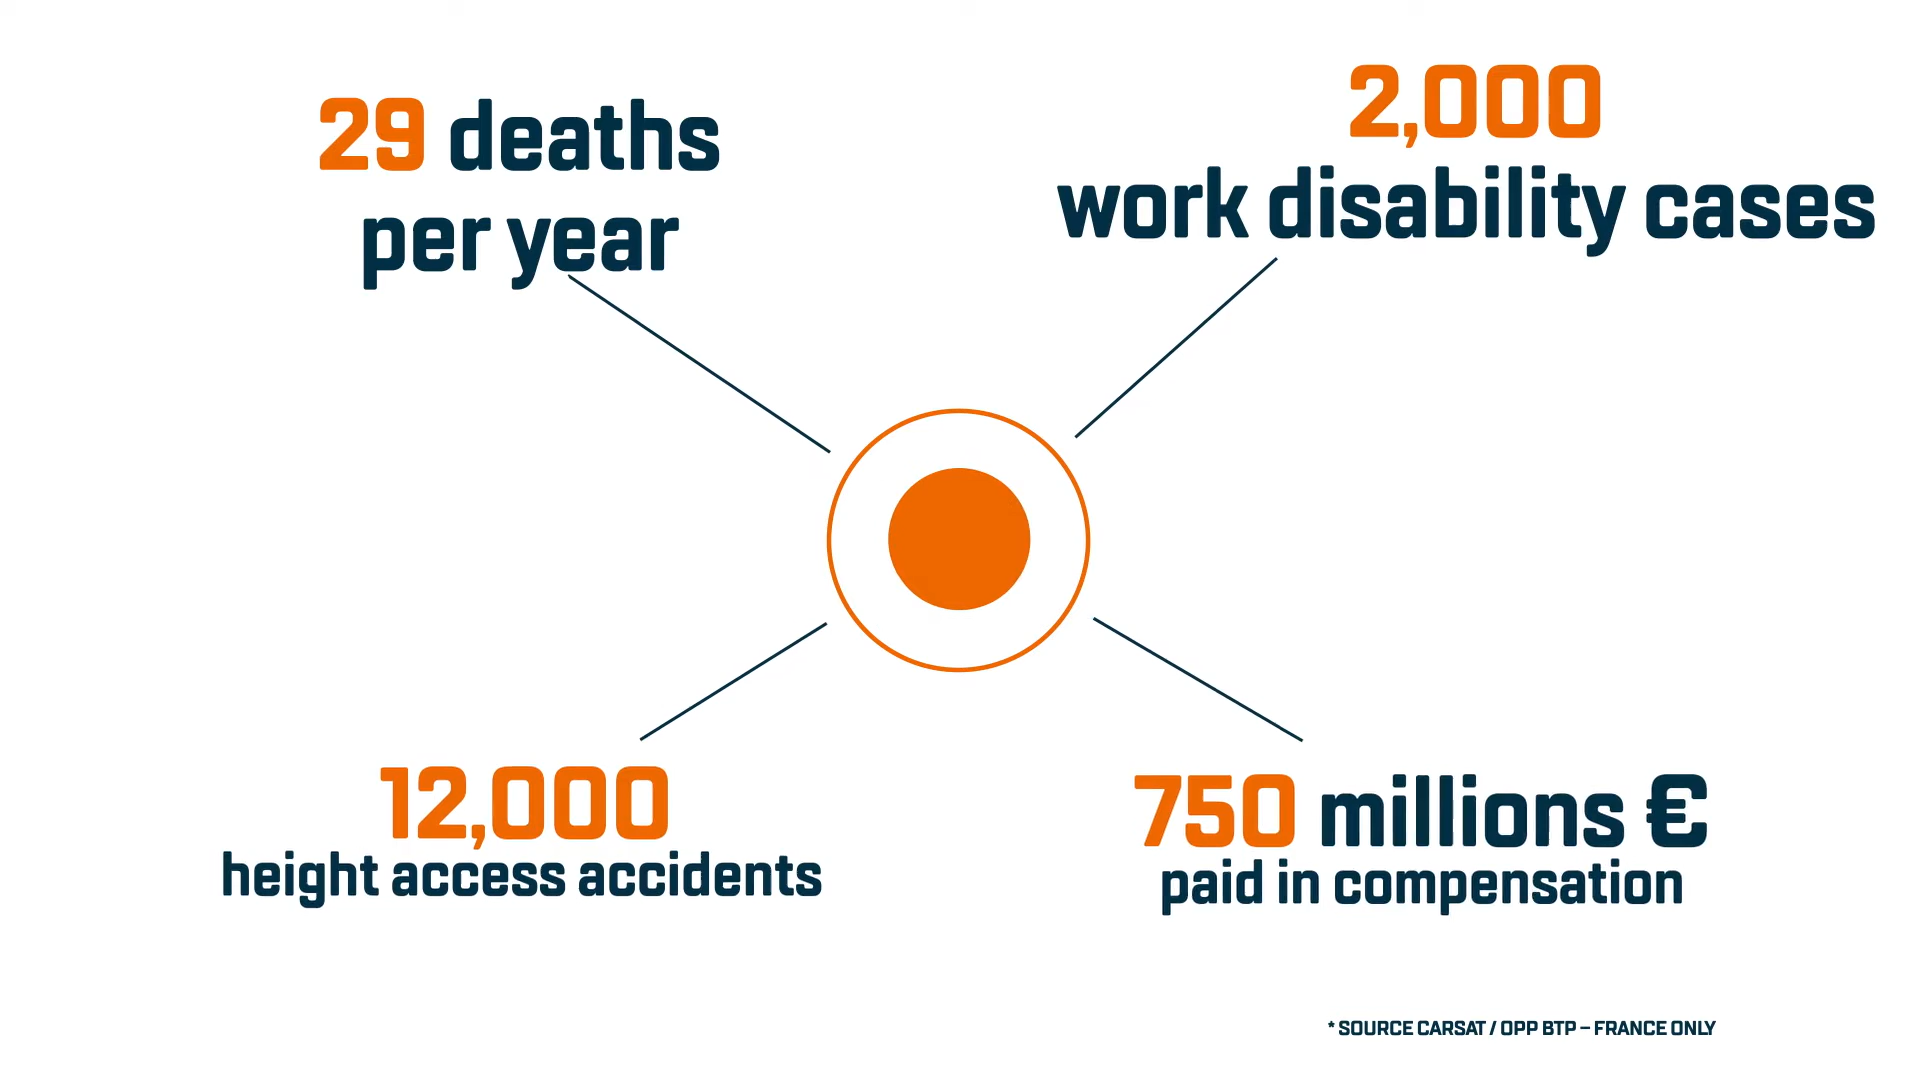 29 deaths
per year
2,000
work disability cases
12,000
height access accidents
750 millions €
paid in compensation
* SOURCE CARSAT / OPP BTP – FRANCE ONLY